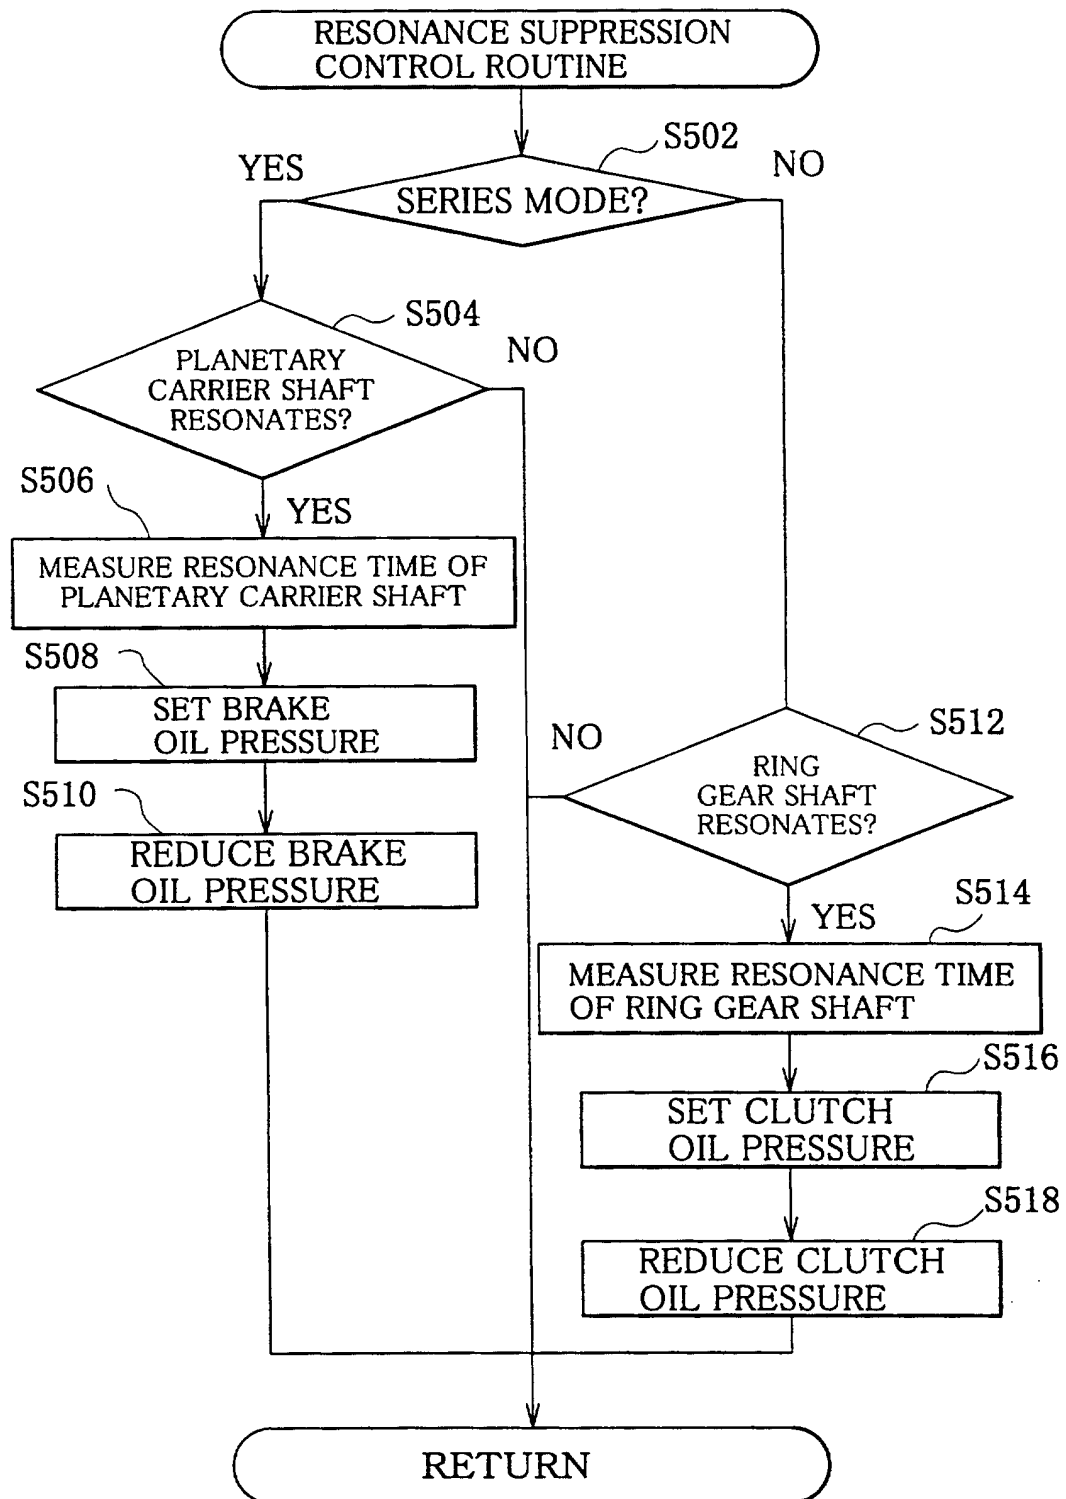 RESONANCE SUPPRESSION
CONTROL ROUTINE
S502
YES
NO
SERIES MODE?
S504
NO
PLANETARY
CARRIER SHAFT
RESONATES?
S506
YES
MEASURE RESONANCE TIME OF
PLANETARY CARRIER SHAFT
S508
SET BRAKE
OIL PRESSURE
S510
REDUCE BRAKE
OIL PRESSURE
S512
NO
RING
GEAR SHAFT
RESONATES?
S514
YES
MEASURE RESONANCE TIME
OF RING GEAR SHAFT
S516
SET CLUTCH
OIL PRESSURE
S518
REDUCE CLUTCH
OIL PRESSURE
RETURN